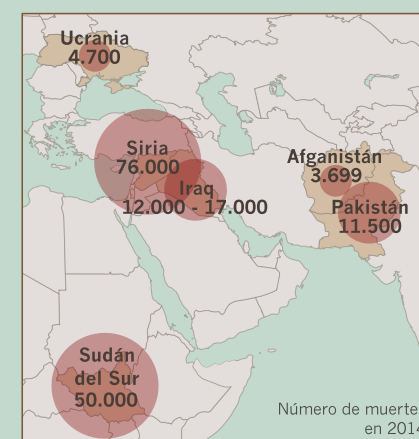 Ucrania
4.700
Siria
76.000
Iraq
12.000 - 17.000
Afganistán
3.699
Pakistán
11.500
Sudán
del Sur
50.000
Número de muerte
en 2014